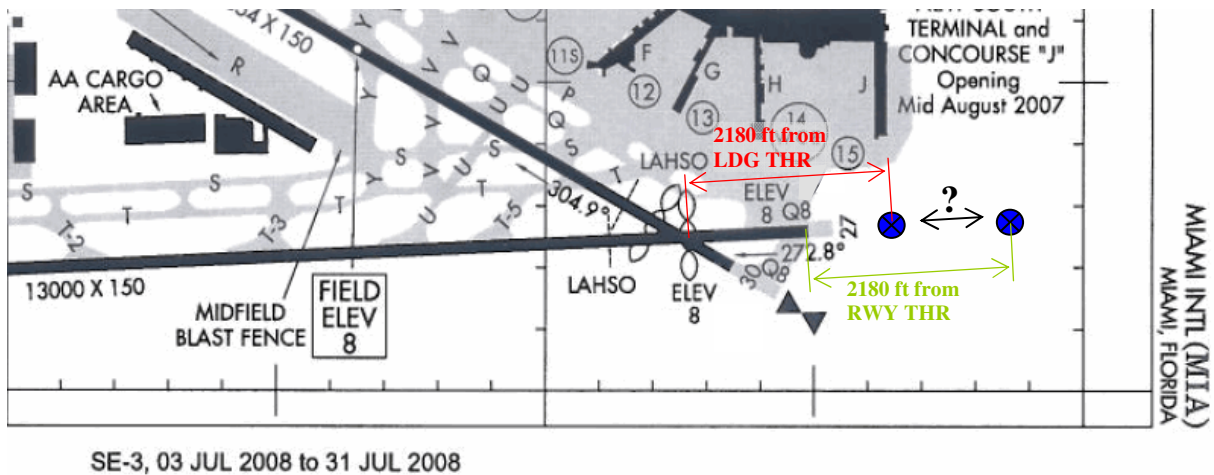 TERMINAL and
CONCOURSE "J"
Opening
Mid August 2007
X 150
AA CARGO
AREA
R
V
V
V
Q
U
U
P
Q
Q
S
Y
Y
Y
Y
V
V
S
U
S
S
T
S
S
T
T
U
T-2
T-3
T-5
T
11S
F
12
G
13
H
14
J
15
2180 ft from
LDG THR
LAHSO
304.9°
ELEV
8
Q8
27
?
272.8°
30
Q8
2180 ft from
RWY THR
LAHSO
ELEV
8
13000 X 150
MIDFIELD
BLAST FENCE
FIELD
ELEV
8
MIAMI INTL (MIA)
MIAMI, FLORIDA
SE-3, 03 JUL 2008 to 31 JUL 2008